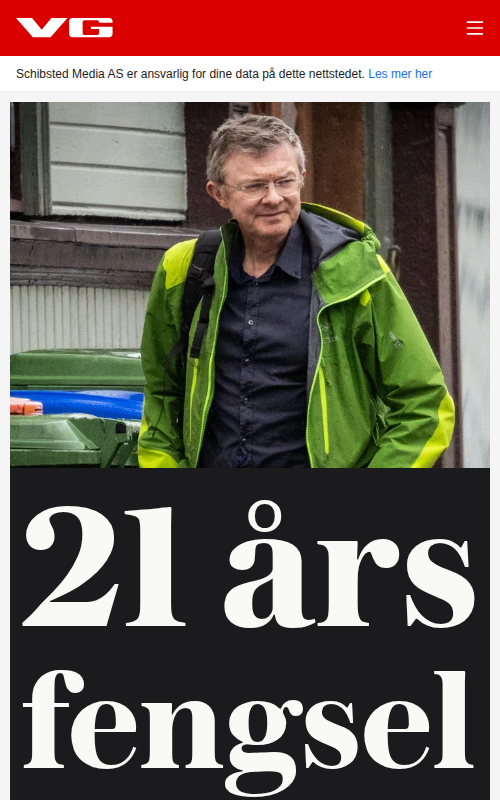 VG
Schibsted Media AS er ansvarlig for dine data på dette nettstedet. Les mer her
21 års
fengsel